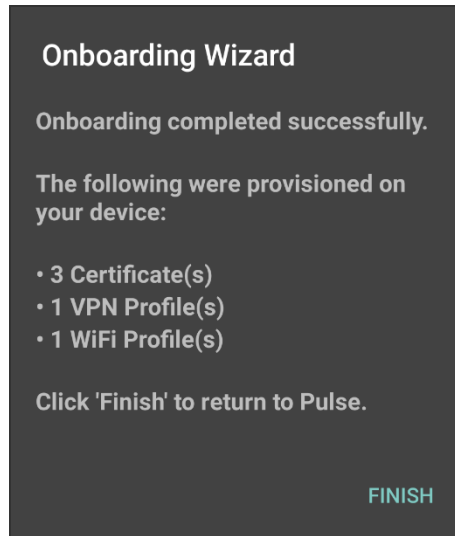 Onboarding Wizard
Onboarding completed successfully.
The following were provisioned on
your device:
• 3 Certificate(s)
• 1 VPN Profile(s)
• 1 WiFi Profile(s)
Click 'Finish' to return to Pulse.
FINISH